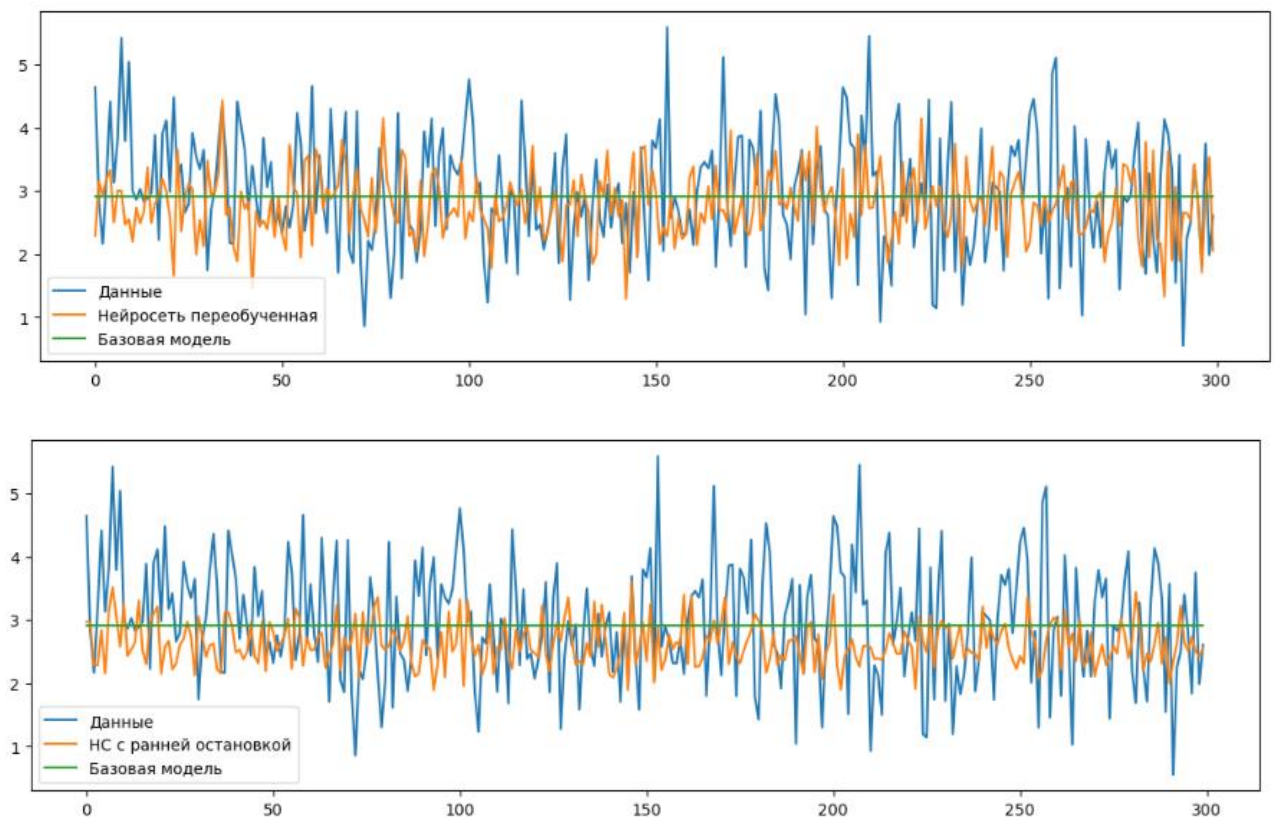 5
4
3
2
1
Данные
Нейросеть переобученная
Базовая модель
0 50 100 150 200 250 300
5
4
3
2
1
Данные
НС с ранней остановкой
Базовая модель
0 50 100 150 200 250 300